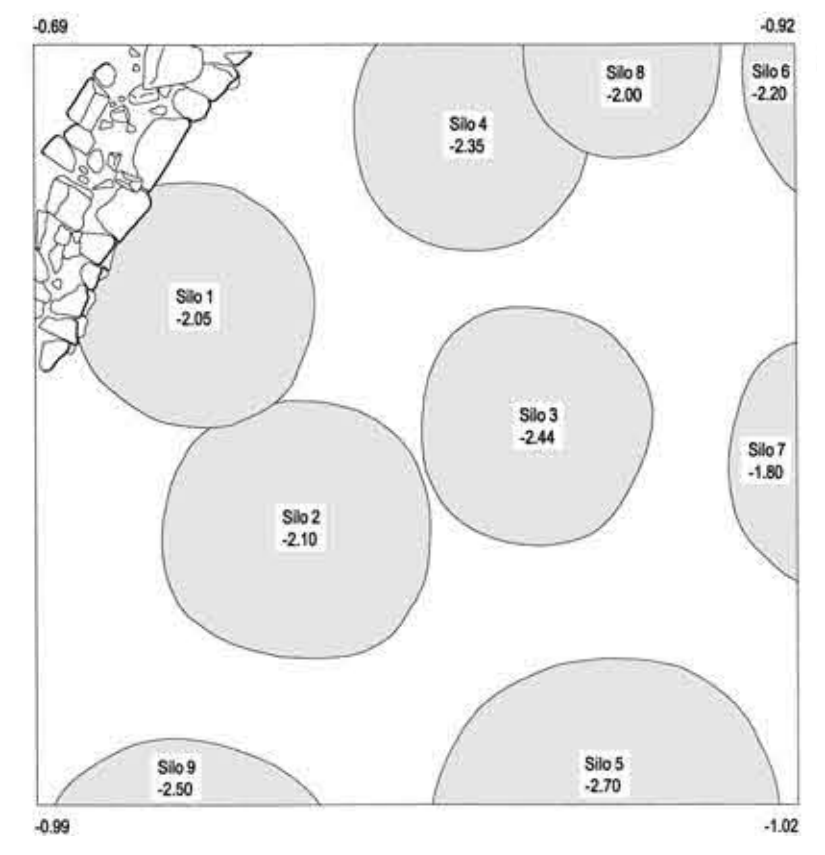 -0.69
-0.92
Silo 8
-2.00
Silo 6
-2.20
Silo 4
-2.35
Silo 1
-2.05
Silo 3
-2.44
Silo 7
-1.80
Silo 2
-2.10
Silo 9
-2.50
Silo 5
-2.70
-0.99
-1.02